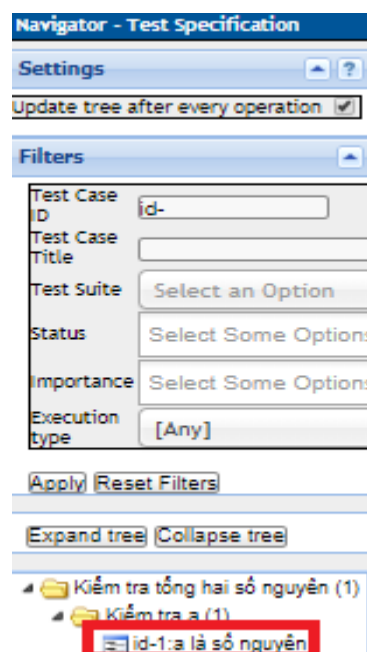 Navigator - Test Specification
Settings ?
Update tree after every operation
Filters
Test Case ID id-
Test Case Title
Test Suite Select an Option
Status Select Some Options
Importance Select Some Options
Execution type [Any]
Apply Reset Filters
Expand tree Collapse tree
Kiểm tra tổng hai số nguyên (1)
Kiểm tra a (1)
id-1:a là số nguyên